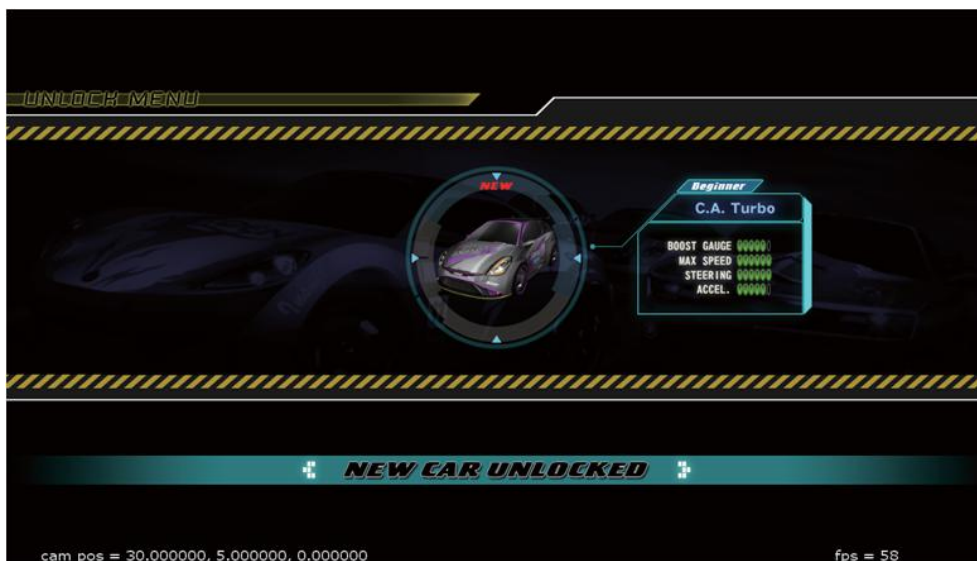 UNLOCK MENU
NEW
Beginner
C.A. Turbo
BOOST GAUGE
MAX SPEED
STEERING
ACCEL.
NEW CAR UNLOCKED
cam pos = 30.000000, 5.000000, 0.000000
fps = 58